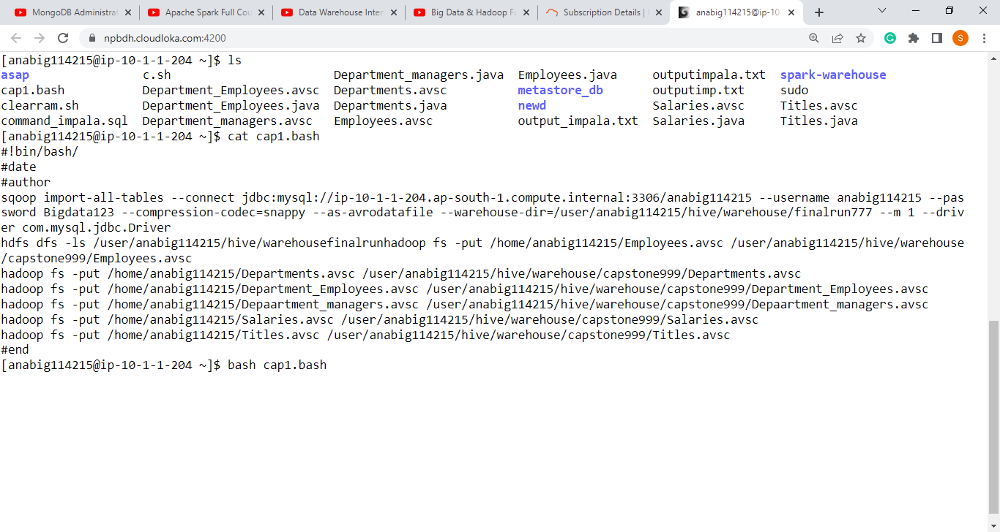 MongoDB Administrat
Apache Spark Full Cou
Data Warehouse Inter
Big Data & Hadoop Fu
Subscription Details |
anabig114215@ip-10-
npbdh.cloudloka.com:4200
S
[anabig114215@ip-10-1-1-204 ~]$ ls
asap c.sh Department_managers.java Employees.java outputimpala.txt spark-warehouse
cap1.bash Department_Employees.avsc Departments.avsc metastore_db outputimp.txt sudo
clearram.sh Department_Employees.java Departments.java newd Salaries.avsc Titles.avsc
command_impala.sql Department_managers.avsc Employees.avsc output_impala.txt Salaries.java Titles.java
[anabig114215@ip-10-1-1-204 ~]$ cat cap1.bash
#!bin/bash/
#date
#author
sqoop import-all-tables --connect jdbc:mysql://ip-10-1-1-204.ap-south-1.compute.internal:3306/anabig114215 --username anabig114215 --pas
sword Bigdata123 --compression-codec=snappy --as-avrodatafile --warehouse-dir=/user/anabig114215/hive/warehouse/finalrun777 --m 1 --driv
er com.mysql.jdbc.Driver
hdfs dfs -ls /user/anabig114215/hive/warehousefinalrunhadoop fs -put /home/anabig114215/Employees.avsc /user/anabig114215/hive/warehouse
/capstone999/Employees.avsc
hadoop fs -put /home/anabig114215/Departments.avsc /user/anabig114215/hive/warehouse/capstone999/Departments.avsc
hadoop fs -put /home/anabig114215/Department_Employees.avsc /user/anabig114215/hive/warehouse/capstone999/Department_Employees.avsc
hadoop fs -put /home/anabig114215/Depaartment_managers.avsc /user/anabig114215/hive/warehouse/capstone999/Depaartment_managers.avsc
hadoop fs -put /home/anabig114215/Salaries.avsc /user/anabig114215/hive/warehouse/capstone999/Salaries.avsc
hadoop fs -put /home/anabig114215/Titles.avsc /user/anabig114215/hive/warehouse/capstone999/Titles.avsc
#end
[anabig114215@ip-10-1-1-204 ~]$ bash cap1.bash